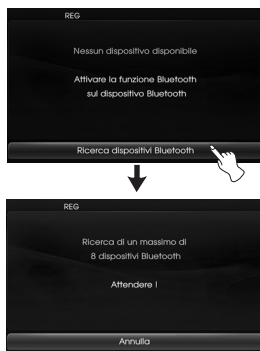 REG
Nessun dispositivo disponibile
Attivare la funzione Bluetooth
sul dispositivo Bluetooth
Ricerca dispositivi Bluetooth
REG
Ricerca di un massimo di
8 dispositivi Bluetooth
Attendere !
Annulla